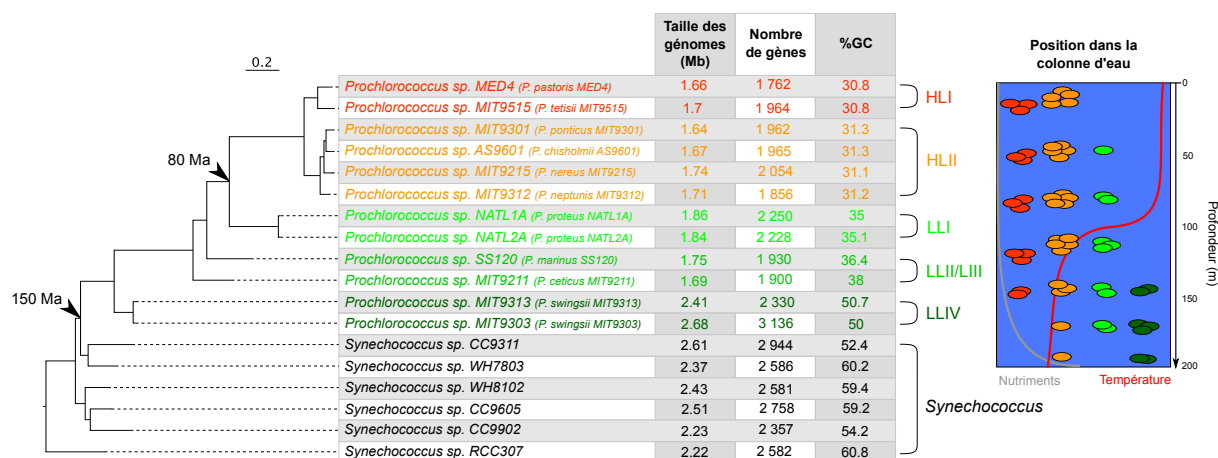 Taille des génomes (Mb) Nombre de gènes %GC
Position dans la colonne d'eau
0.2
Prochlorococcus sp. MED4 (P. pastoris MED4) 1.66 1 762 30.8
Prochlorococcus sp. MIT9515 (P. tetisii MIT9515) 1.7 1 964 30.8
HLI
Prochlorococcus sp. MIT9301 (P. ponticus MIT9301) 1.64 1 962 31.3
Prochlorococcus sp. AS9601 (P. chisholmii AS9601) 1.67 1 965 31.3
Prochlorococcus sp. MIT9215 (P. nereus MIT9215) 1.74 2 054 31.1
Prochlorococcus sp. MIT9312 (P. neptunis MIT9312) 1.71 1 856 31.2
HLII
80 Ma
Prochlorococcus sp. NATL1A (P. proteus NATL1A) 1.86 2 250 35
Prochlorococcus sp. NATL2A (P. proteus NATL2A) 1.84 2 228 35.1
LLI
Prochlorococcus sp. SS120 (P. marinus SS120) 1.75 1 930 36.4
Prochlorococcus sp. MIT9211 (P. ceticus MIT9211) 1.69 1 900 38
LLII/LIII
150 Ma
Prochlorococcus sp. MIT9313 (P. swingsii MIT9313) 2.41 2 330 50.7
Prochlorococcus sp. MIT9303 (P. swingsii MIT9303) 2.68 3 136 50
LLIV
Synechococcus sp. CC9311 2.61 2 944 52.4
Synechococcus sp. WH7803 2.37 2 586 60.2
Synechococcus sp. WH8102 2.43 2 581 59.4
Synechococcus sp. CC9605 2.51 2 758 59.2
Synechococcus sp. CC9902 2.23 2 357 54.2
Synechococcus sp. RCC307 2.22 2 582 60.8
Synechococcus
0
50
100
150
200
Profondeur (m)
Nutriments Température